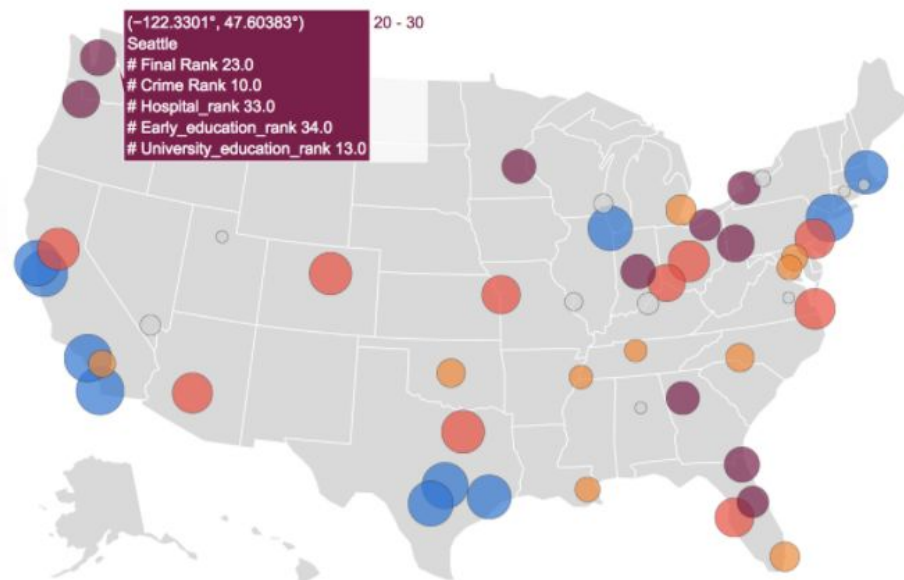 (−122.3301°, 47.60383°) 20 - 30
Seattle
# Final Rank 23.0
# Crime Rank 10.0
# Hospital_rank 33.0
# Early_education_rank 34.0
# University_education_rank 13.0